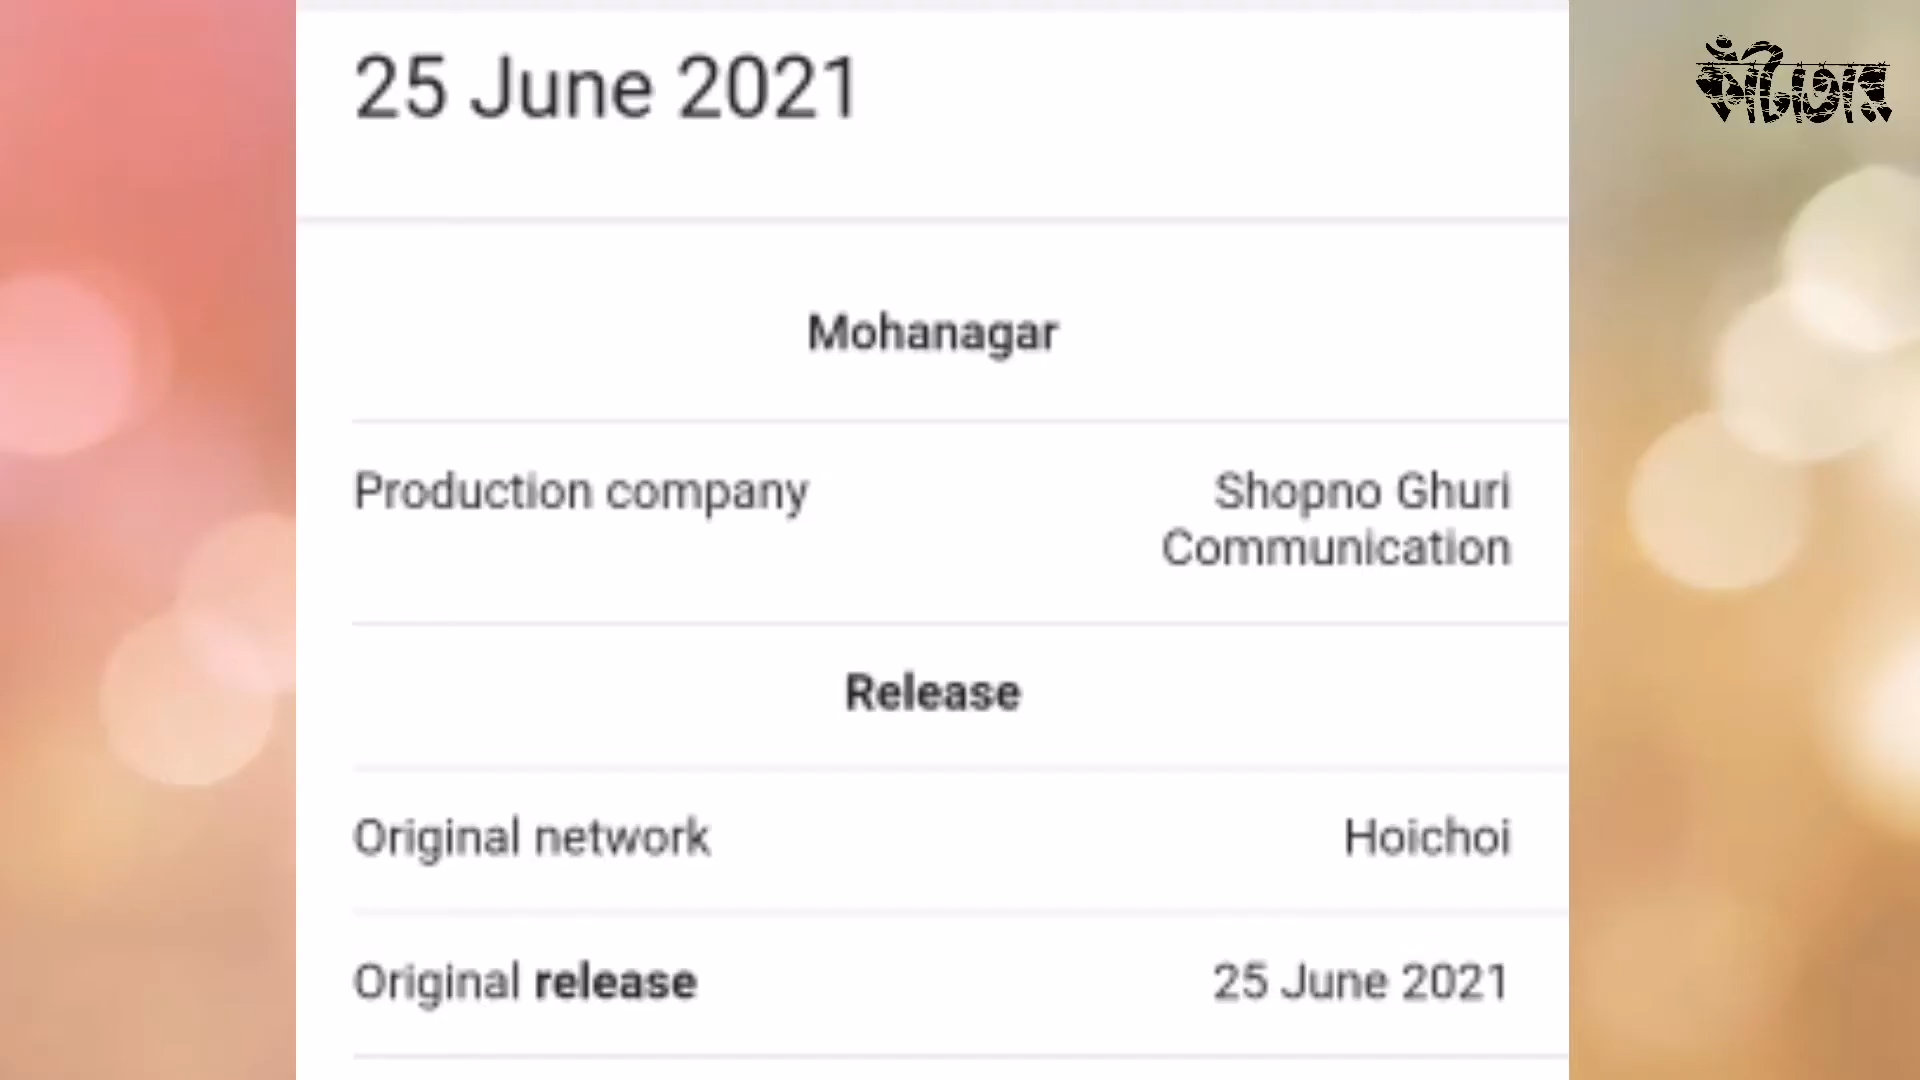 কাঁটাতার
25 June 2021
Mohanagar
Production company Shopno Ghuri
Communication
Release
Original network Hoichoi
Original release 25 June 2021